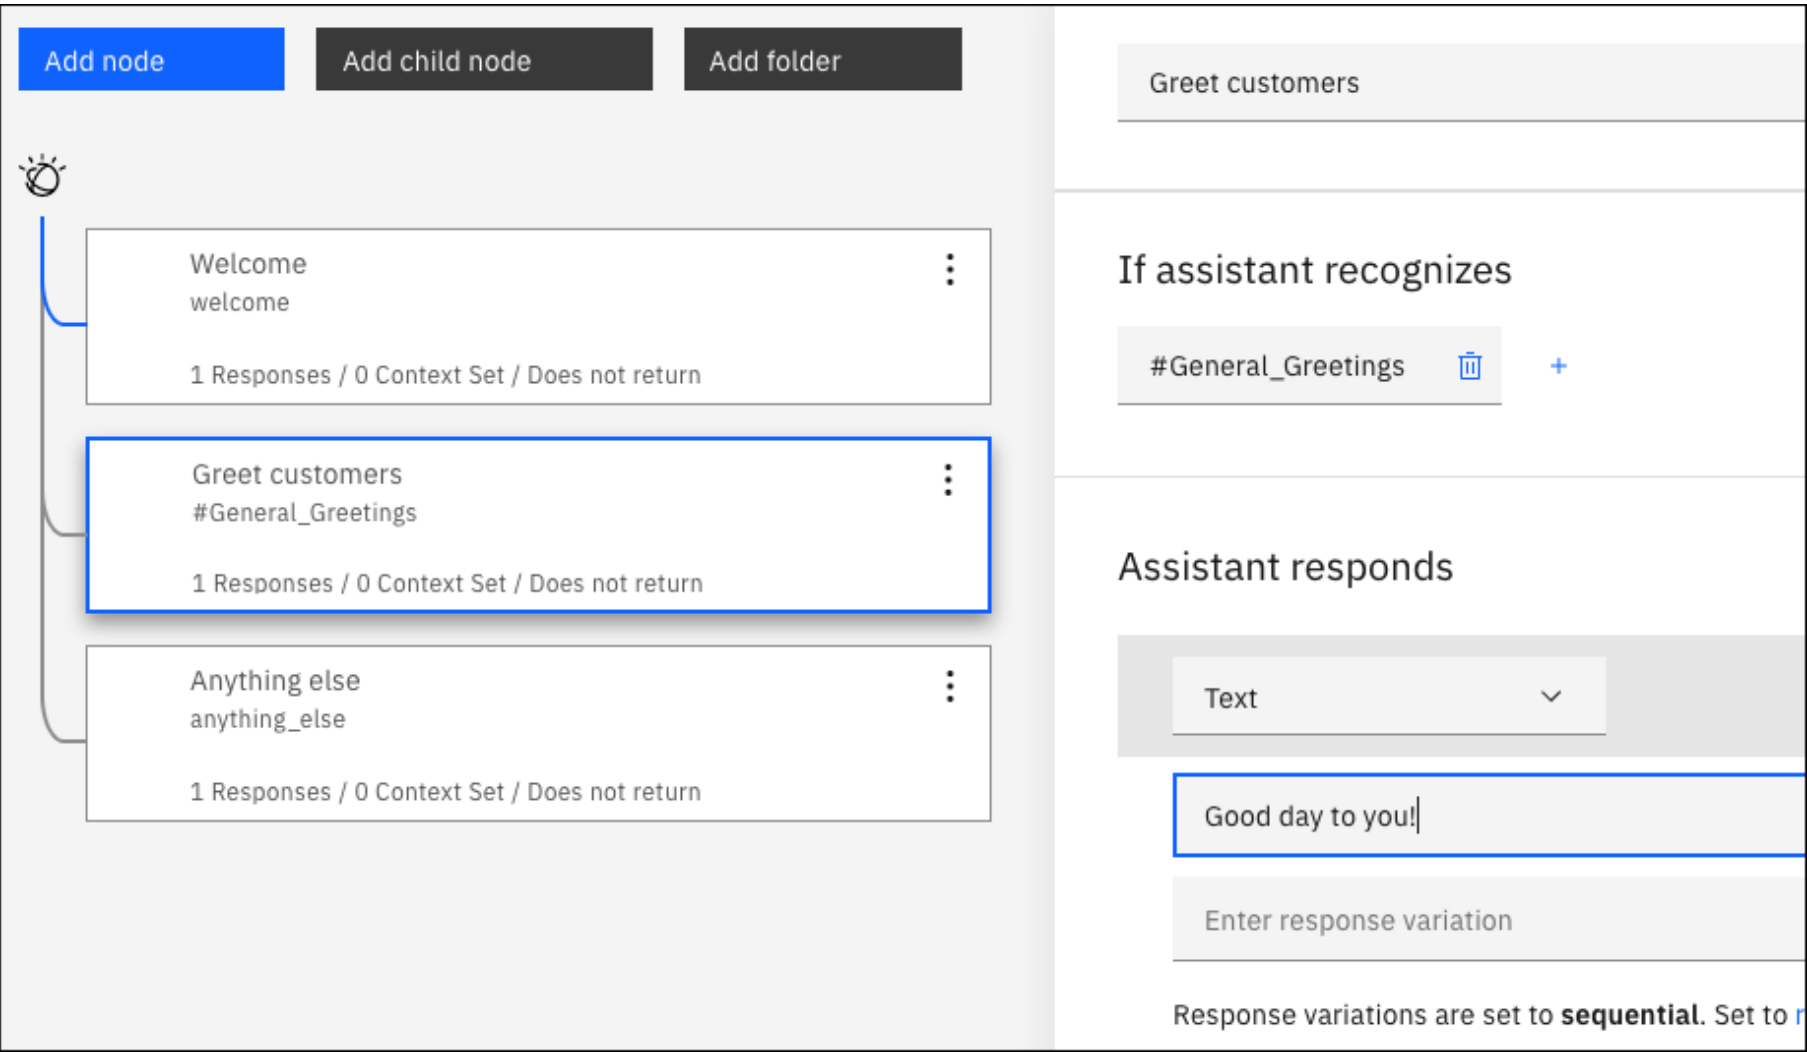 Add node
Add child node
Add folder
Welcome
welcome
1 Responses / 0 Context Set / Does not return
Greet customers
#General_Greetings
1 Responses / 0 Context Set / Does not return
Anything else
anything_else
1 Responses / 0 Context Set / Does not return
Greet customers
If assistant recognizes
#General_Greetings
+
Assistant responds
Text
Good day to you!
Enter response variation
Response variations are set to sequential. Set to